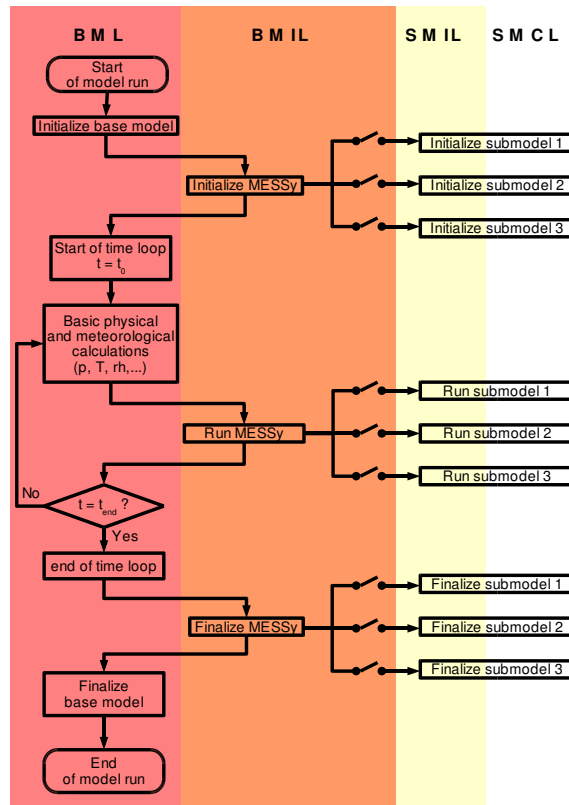 B M L
B M I L
S M I L
S M C L
Start
of model run
Initialize base model
Initialize submodel 1
Initialize MESSy
Initialize submodel 2
Initialize submodel 3
Start of time loop
t = t0
Basic physical
and meteorological
calculations
(p, T, rh,...)
Run submodel 1
Run MESSy
Run submodel 2
Run submodel 3
No
t = tend ?
Yes
end of time loop
Finalize submodel 1
Finalize MESSy
Finalize submodel 2
Finalize submodel 3
Finalize
base model
End
of model run